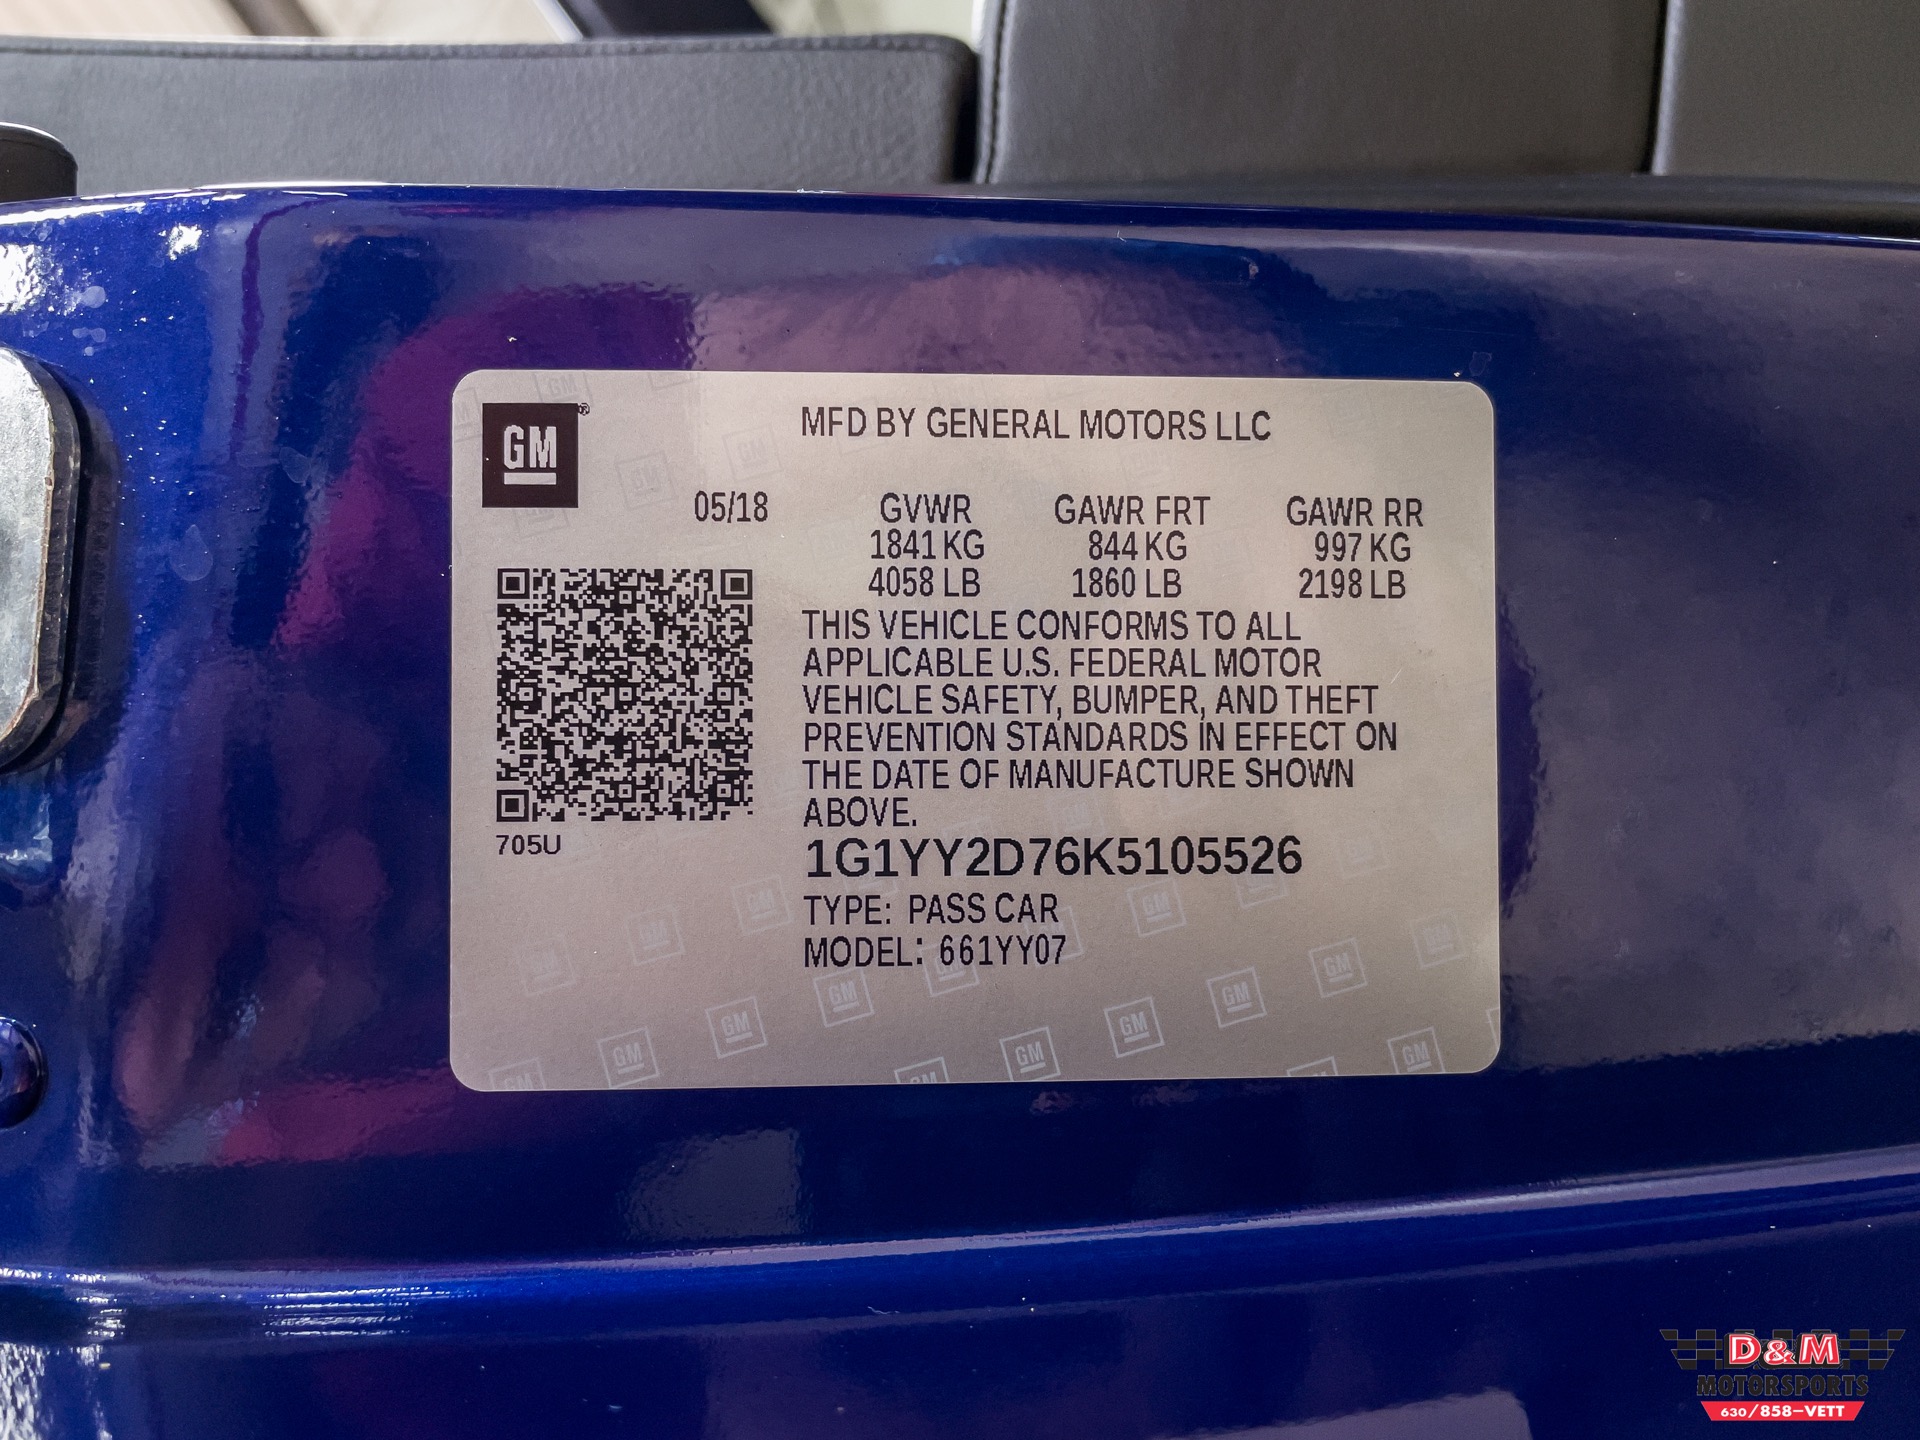 GM
MFD BY GENERAL MOTORS LLC
05/18 GVWR GAWR FRT GAWR RR
1841 KG 844 KG 997 KG
4058 LB 1860 LB 2198 LB
THIS VEHICLE CONFORMS TO ALL
APPLICABLE U.S. FEDERAL MOTOR
VEHICLE SAFETY, BUMPER, AND THEFT
PREVENTION STANDARDS IN EFFECT ON
THE DATE OF MANUFACTURE SHOWN
ABOVE.
705U
1G1YY2D76K5105526
TYPE: PASS CAR
MODEL: 661YY07
D&M
MOTORSPORTS
630/858-VETT